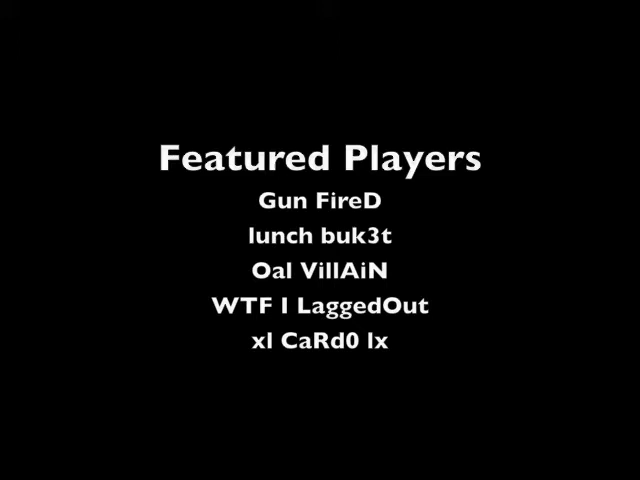 Featured Players
Gun FireD
lunch buk3t
Oal VillAiN
WTF I LaggedOut
xl CaRd0 lx